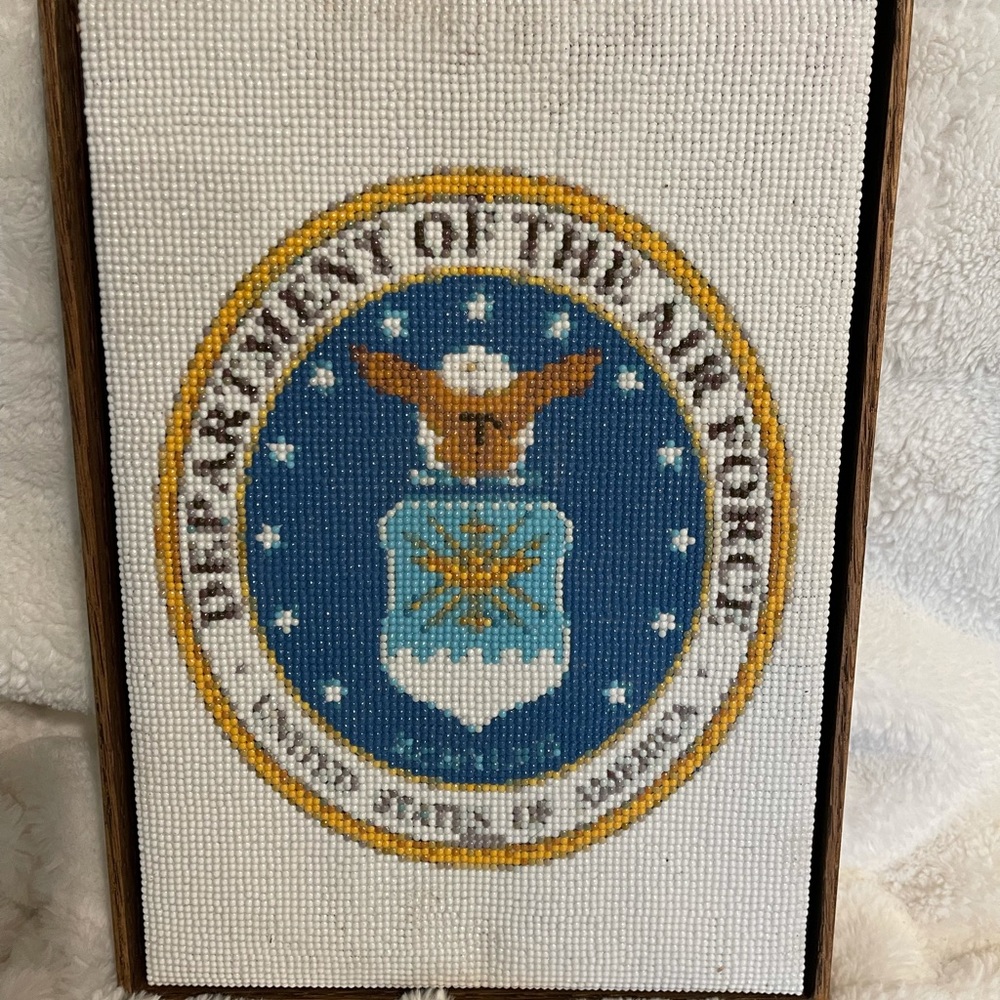 DEPARTMENT OF THE AIR FORCE
UNITED STATES OF AMERICA